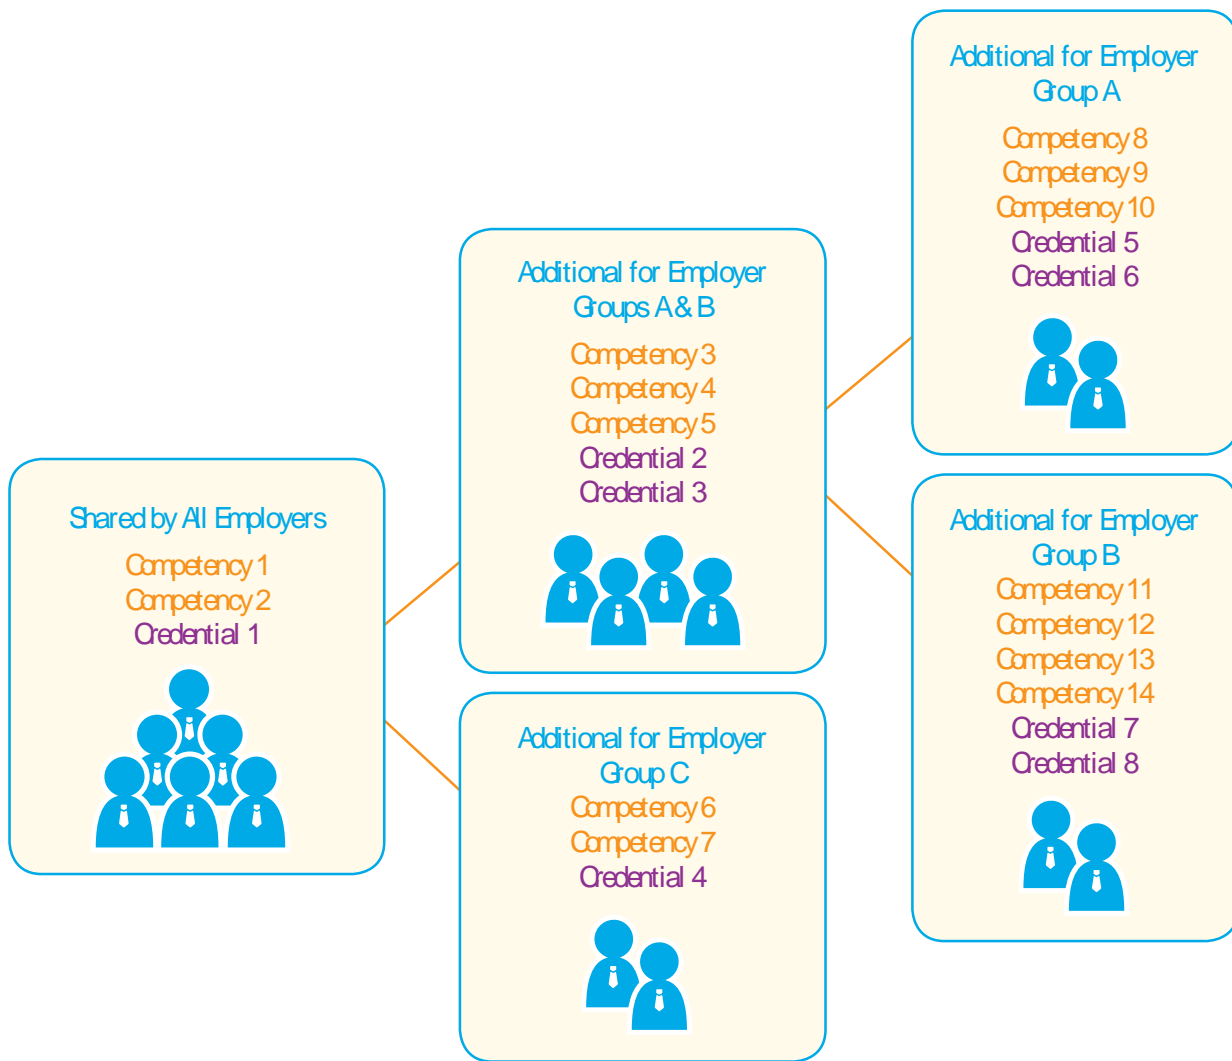 Shared by All Employers
Competency 1
Competency 2
Credential 1
Additional for Employer
Groups A & B
Competency 3
Competency 4
Competency 5
Credential 2
Credential 3
Additional for Employer
Group C
Competency 6
Competency 7
Credential 4
Additional for Employer
Group A
Competency 8
Competency 9
Competency 10
Credential 5
Credential 6
Additional for Employer
Group B
Competency 11
Competency 12
Competency 13
Competency 14
Credential 7
Credential 8